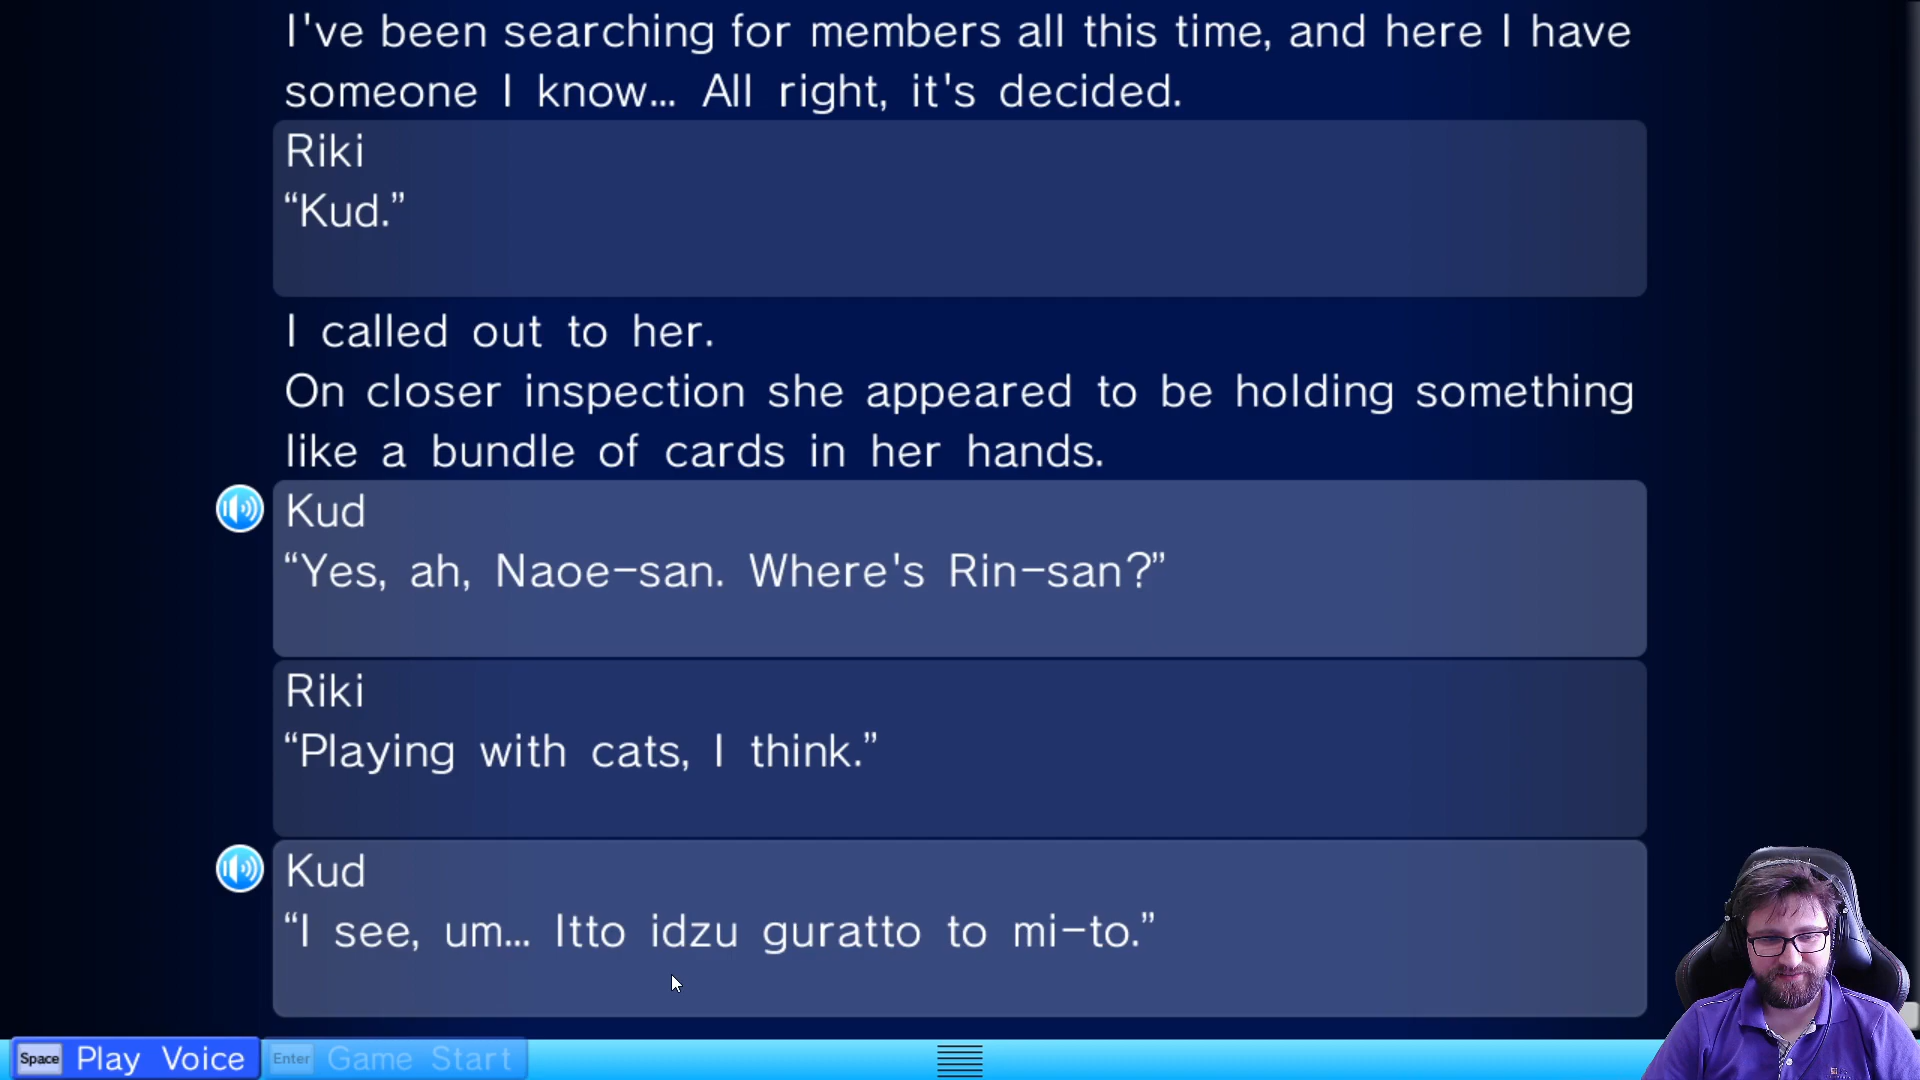 I've been searching for members all this time, and here I have
someone I know... All right, it's decided.
Riki
“Kud.”
I called out to her.
On closer inspection she appeared to be holding something
like a bundle of cards in her hands.
Kud
“Yes, ah, Naoe-san. Where's Rin-san?”
Riki
“Playing with cats, I think.”
Kud
“I see, um... Itto idzu guratto to mi-to.”
Space Play Voice Enter Game Start